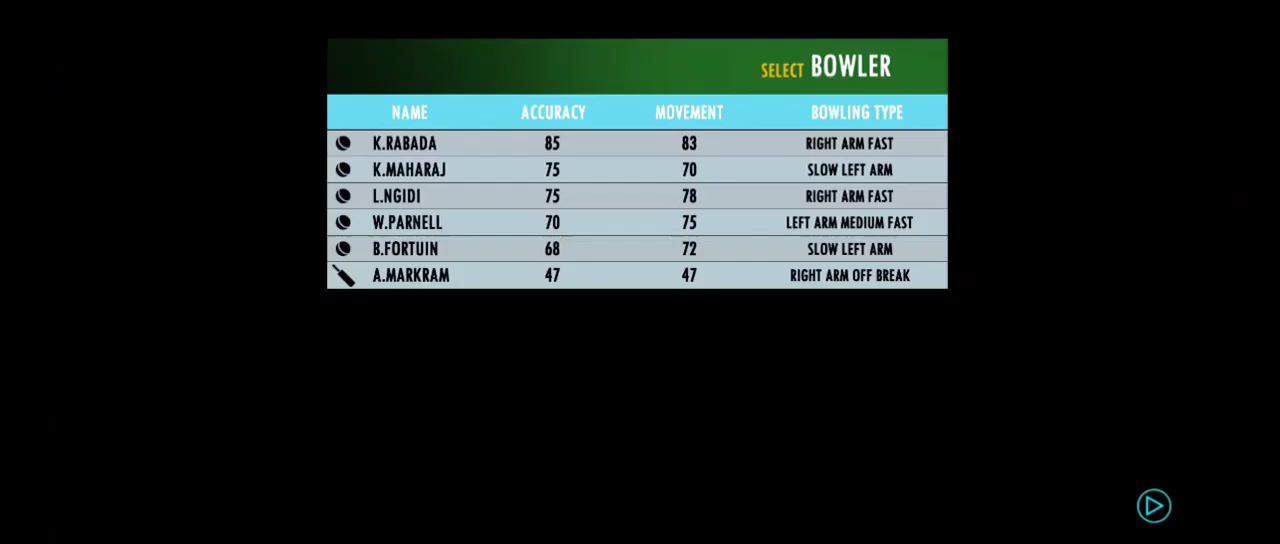 SELECT BOWLER
NAME ACCURACY MOVEMENT BOWLING TYPE
K.RABADA 85 83 RIGHT ARM FAST
K.MAHARAJ 75 70 SLOW LEFT ARM
L.NGIDI 75 78 RIGHT ARM FAST
W.PARNELL 70 75 LEFT ARM MEDIUM FAST
B.FORTUIN 68 72 SLOW LEFT ARM
A.MARKRAM 47 47 RIGHT ARM OFF BREAK